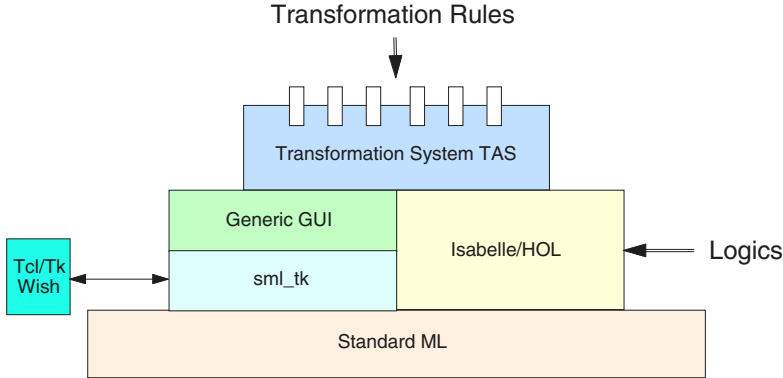 Transformation Rules
Transformation System TAS
Generic GUI
Isabelle/HOL
Logics
Tcl/Tk
Wish
sml_tk
Standard ML